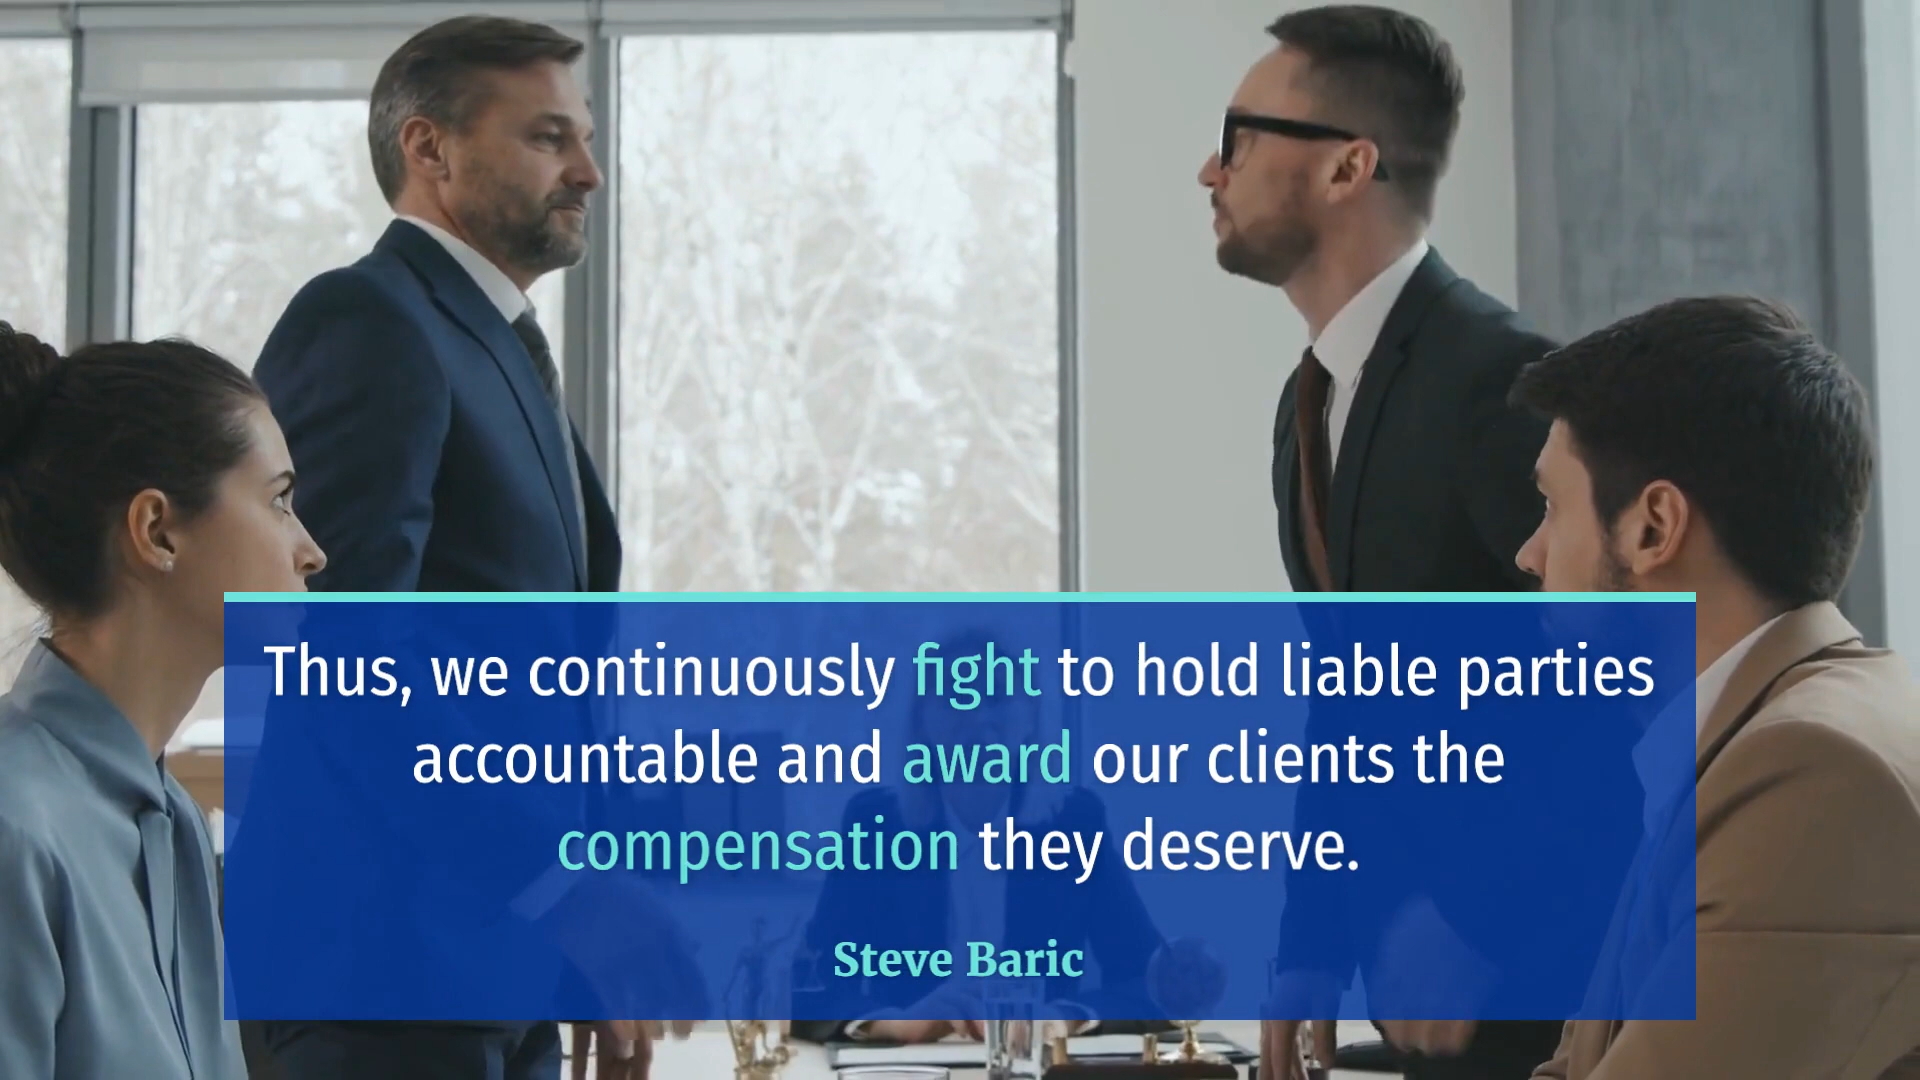 Thus, we continuously fight to hold liable parties
accountable and award our clients the
compensation they deserve.
Steve Baric